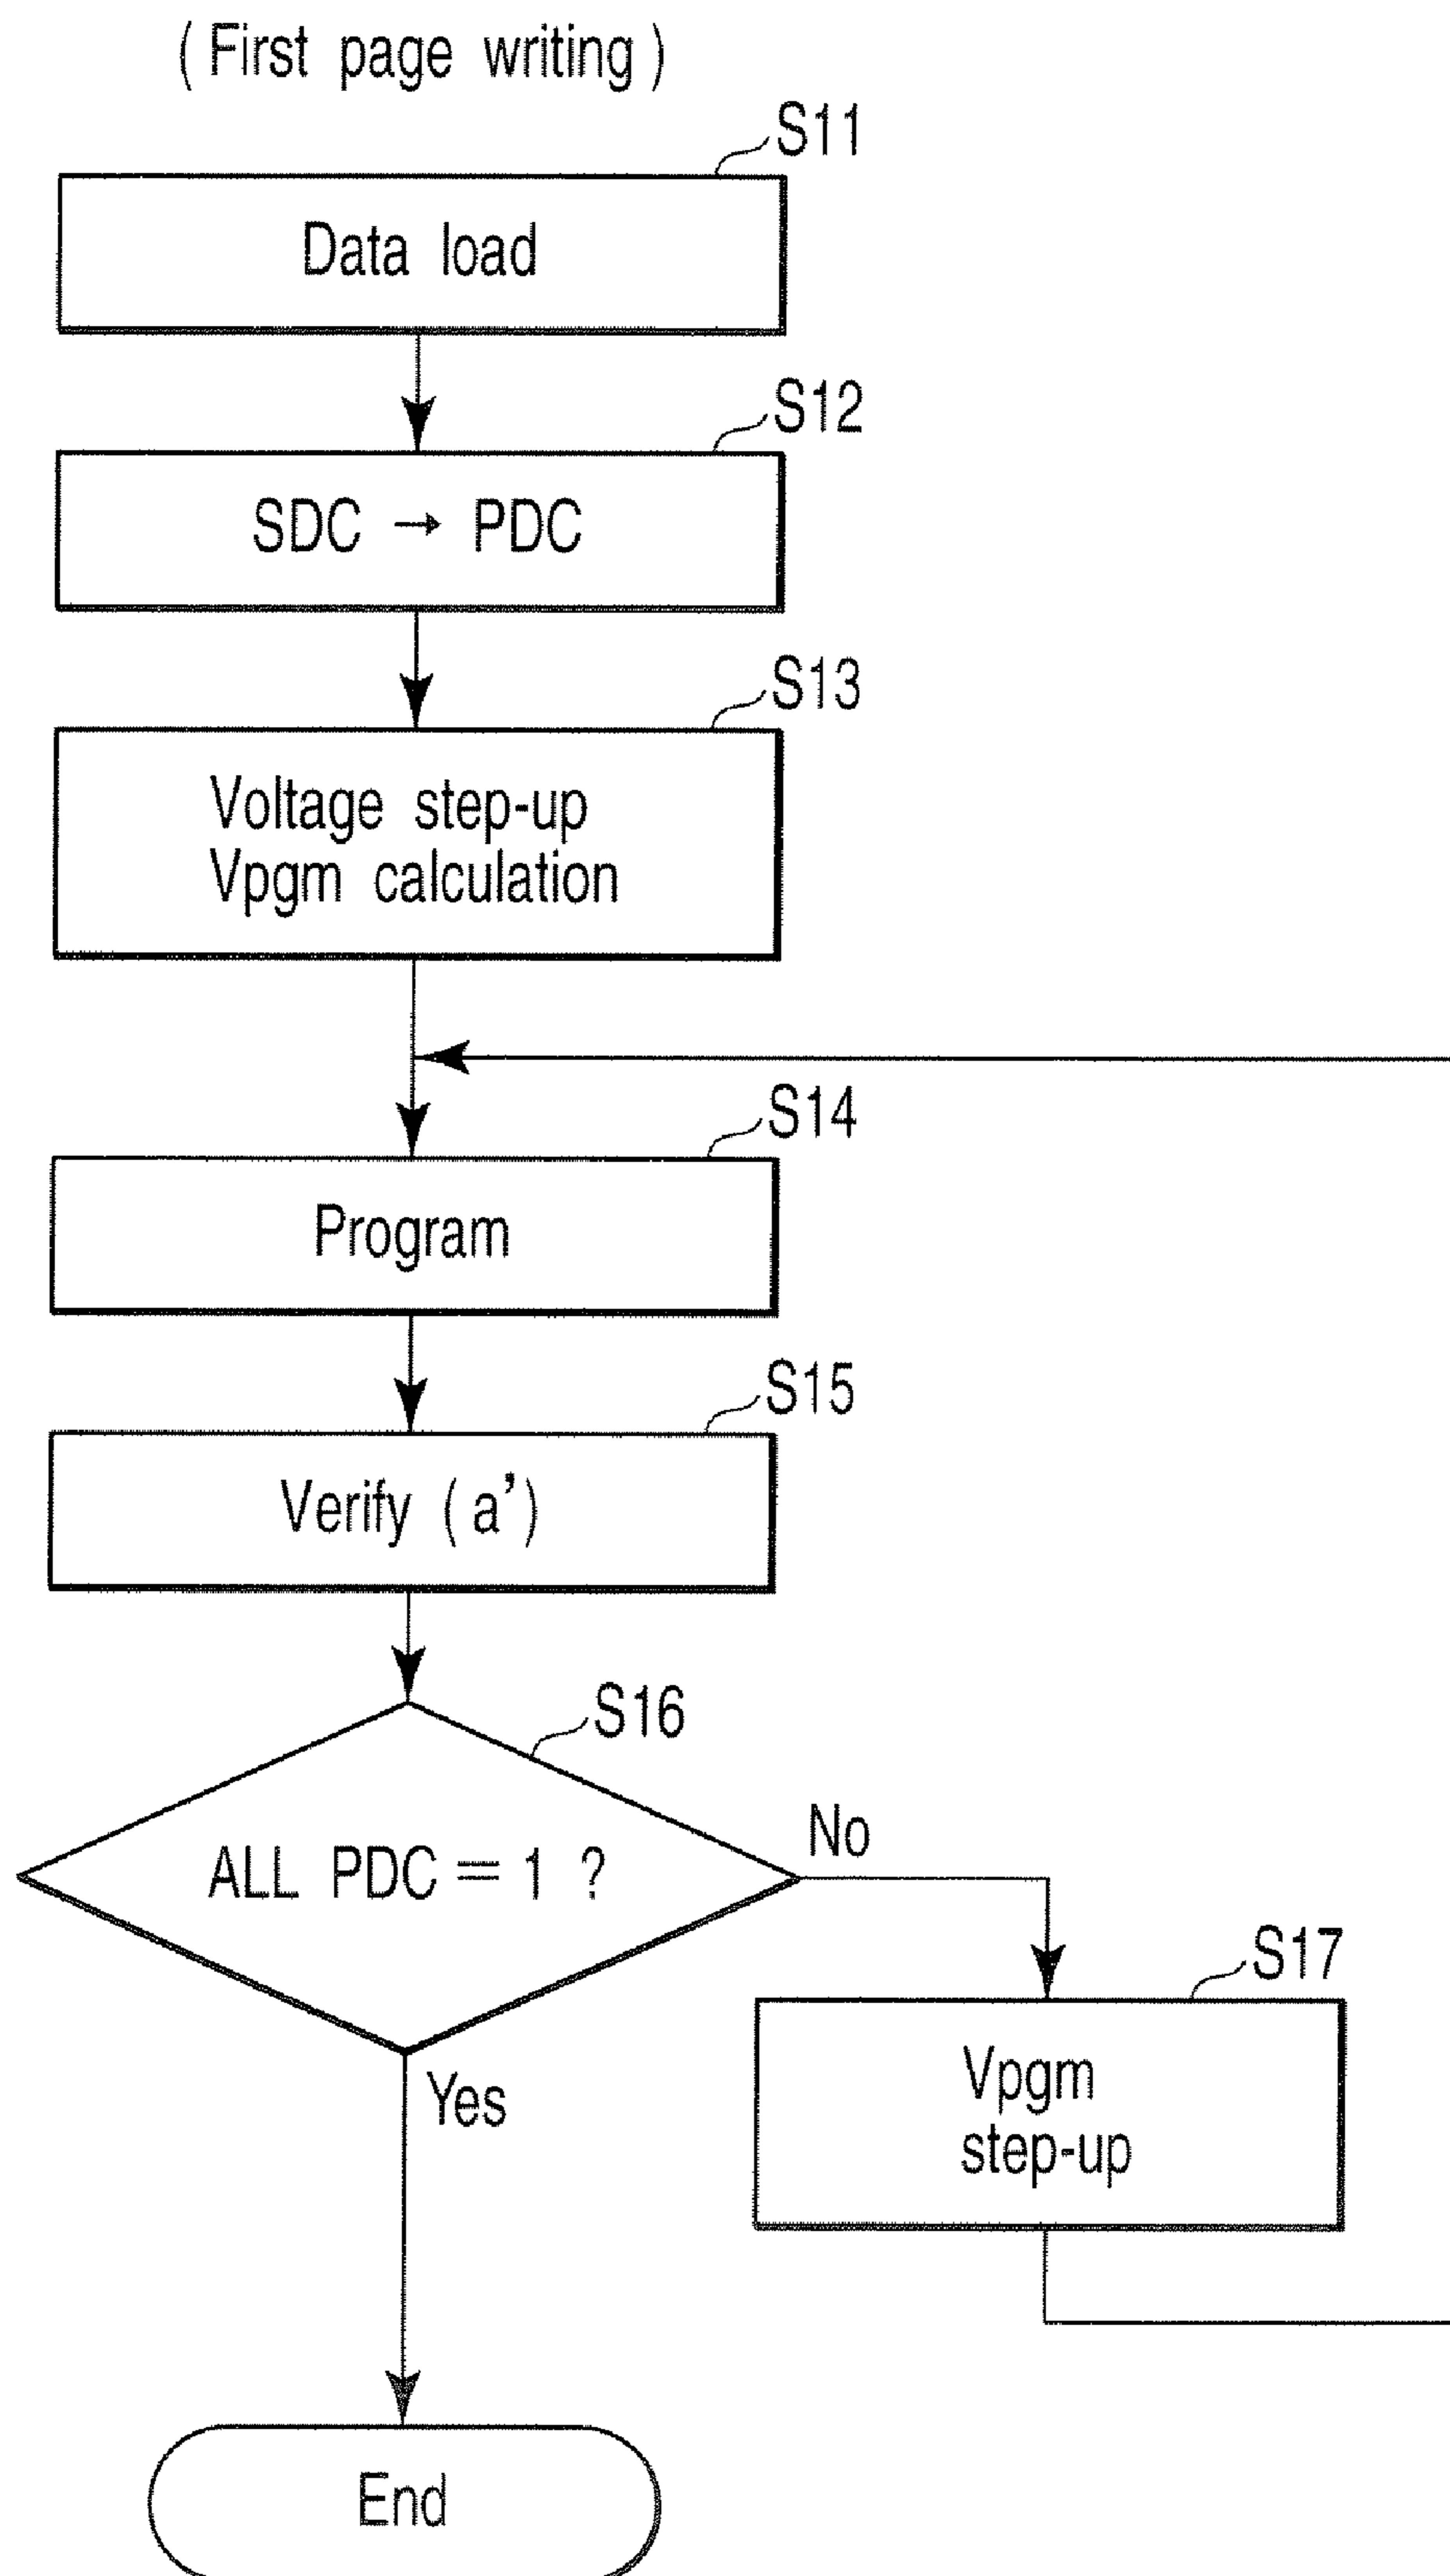 ( First page writing )
S11
Data load
S12
SDC → PDC
S13
Voltage step-up
Vpgm calculation
S14
Program
S15
Verify ( a’ )
S16
ALL PDC = 1 ?
No
S17
Vpgm
step-up
Yes
End